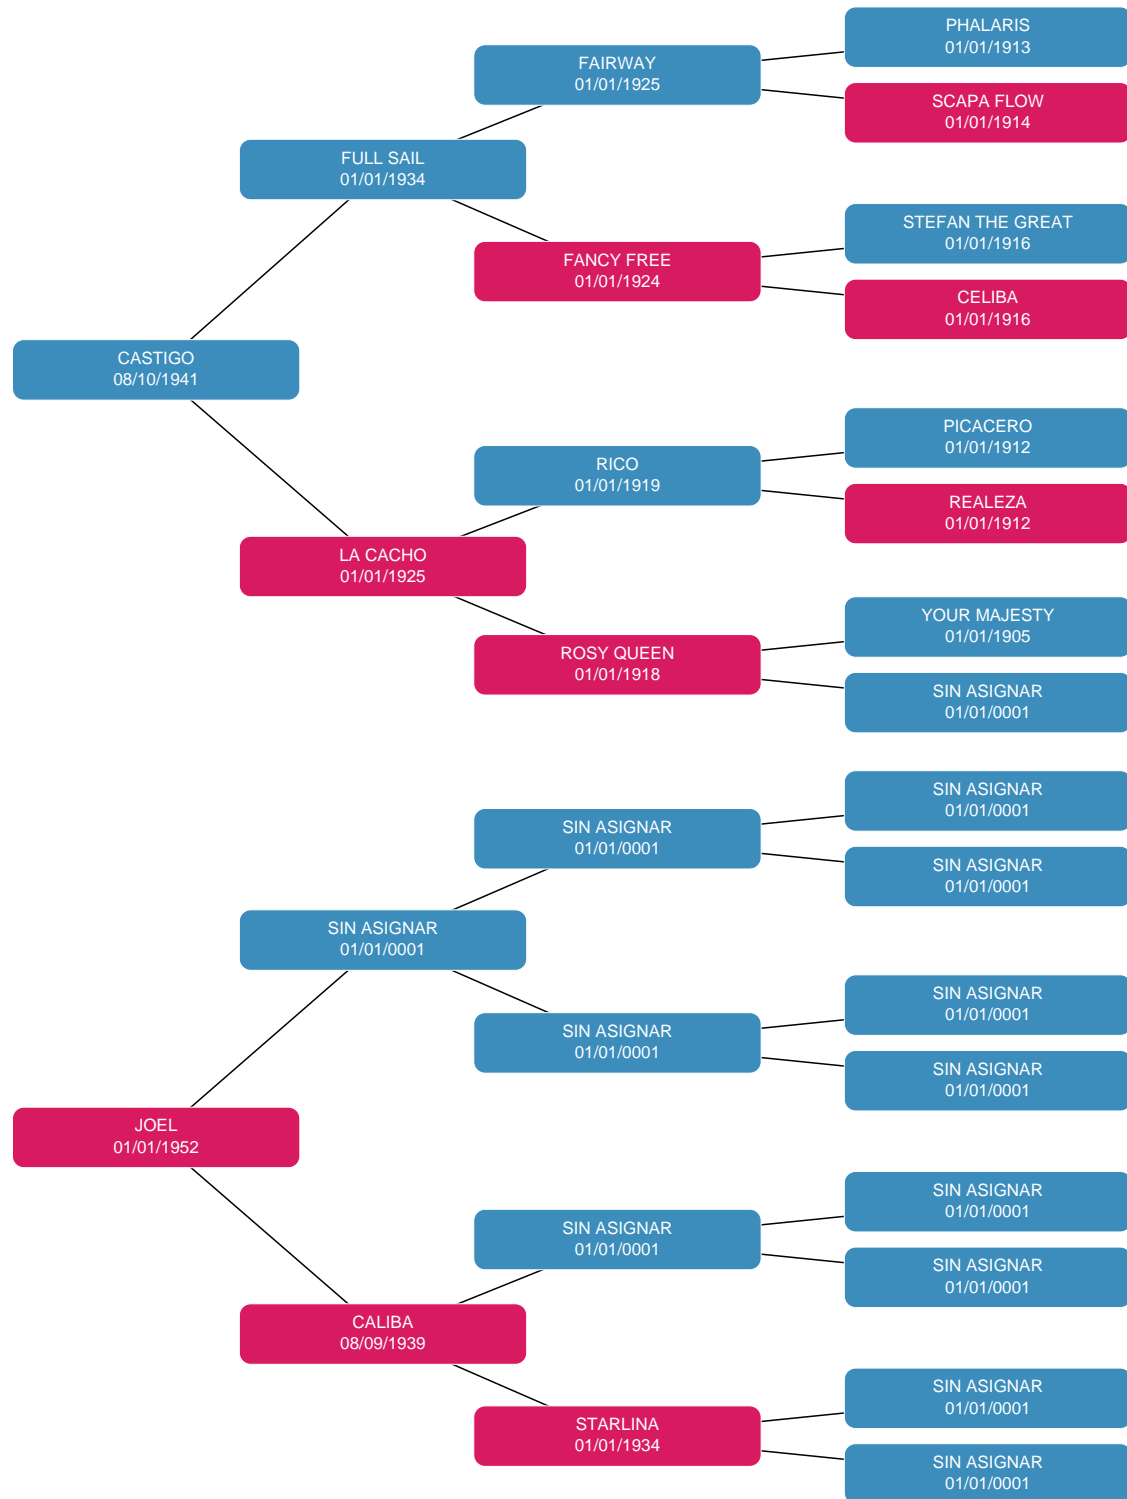 PHALARIS
01/01/1913
FAIRWAY
01/01/1925
SCAPA FLOW
01/01/1914
FULL SAIL
01/01/1934
STEFAN THE GREAT
01/01/1916
FANCY FREE
01/01/1924
CELIBA
01/01/1916
CASTIGO
08/10/1941
PICACERO
01/01/1912
RICO
01/01/1919
REALEZA
01/01/1912
LA CACHO
01/01/1925
YOUR MAJESTY
01/01/1905
ROSY QUEEN
01/01/1918
SIN ASIGNAR
01/01/0001
SIN ASIGNAR
01/01/0001
SIN ASIGNAR
01/01/0001
SIN ASIGNAR
01/01/0001
SIN ASIGNAR
01/01/0001
SIN ASIGNAR
01/01/0001
SIN ASIGNAR
01/01/0001
SIN ASIGNAR
01/01/0001
JOEL
01/01/1952
SIN ASIGNAR
01/01/0001
SIN ASIGNAR
01/01/0001
SIN ASIGNAR
01/01/0001
CALIBA
08/09/1939
SIN ASIGNAR
01/01/0001
STARLINA
01/01/1934
SIN ASIGNAR
01/01/0001